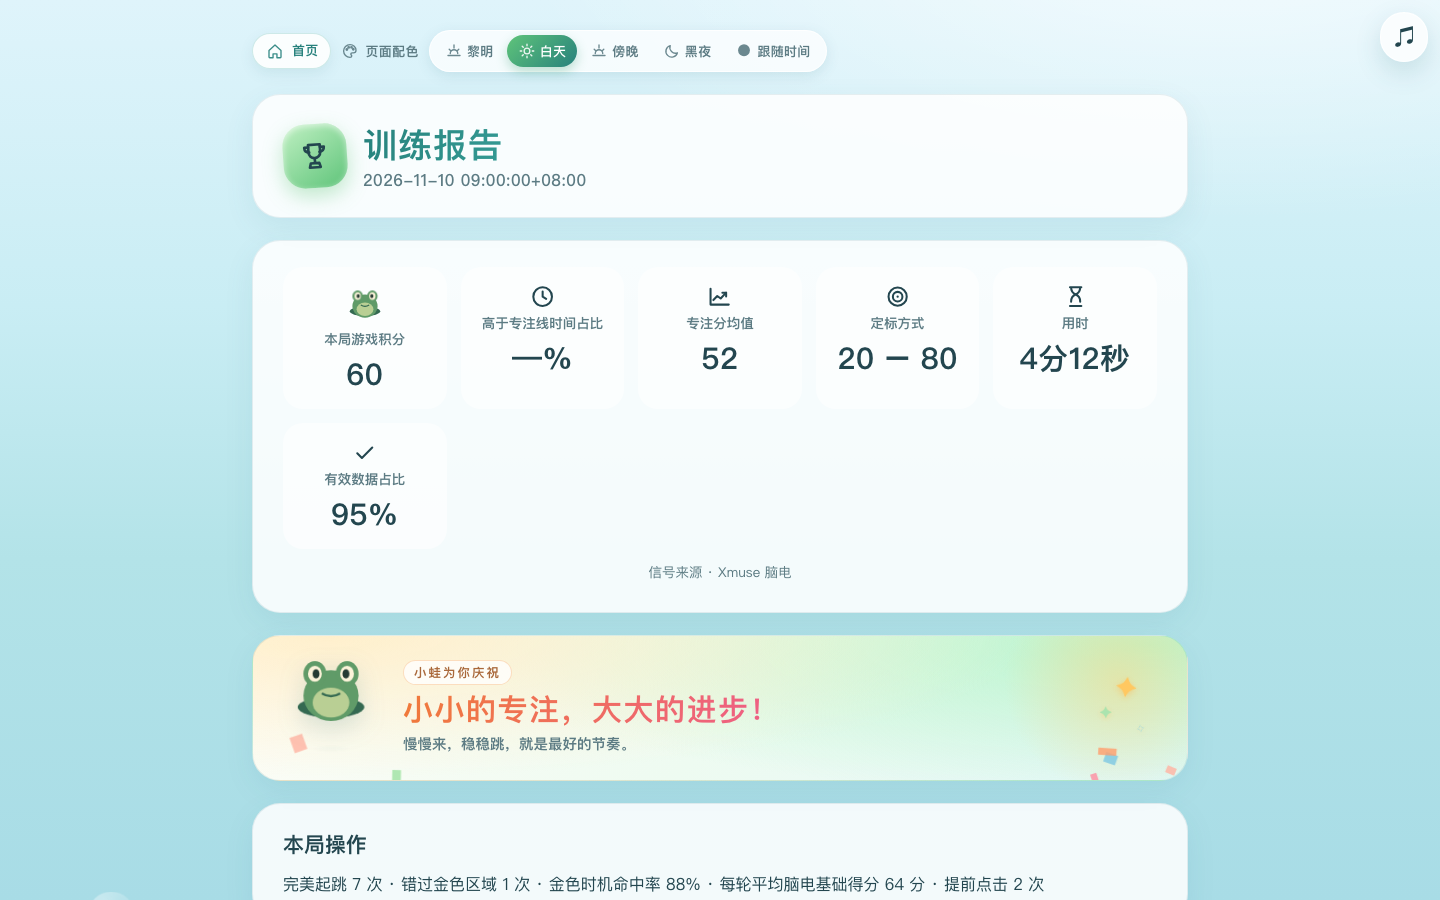 首页 页面配色 黎明 白天 傍晚 黑夜 跟随时间
训练报告
2026-11-10 09:00:00+08:00
本局游戏积分
60
高于专注线时间占比
—%
专注分均值
52
定标方式
20 — 80
用时
4分12秒
有效数据占比
95%
信号来源 · Xmuse 脑电
小蛙为你庆祝
小小的专注，大大的进步！
慢慢来，稳稳跳，就是最好的节奏。
本局操作
完美起跳 7 次 · 错过金色区域 1 次 · 金色时机命中率 88% · 每轮平均脑电基础得分 64 分 · 提前点击 2 次